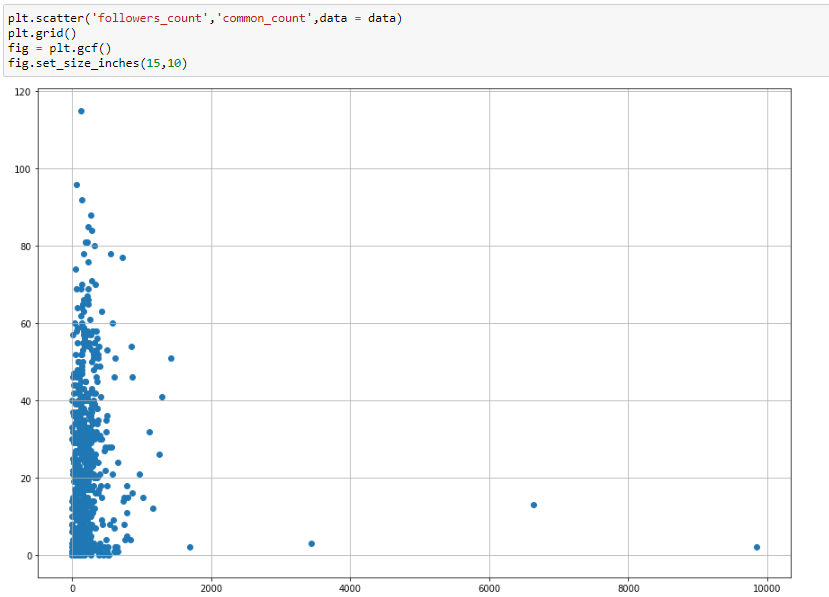 plt.scatter('followers_count','common_count',data = data)
plt.grid()
fig = plt.gcf()
fig.set_size_inches(15,10)
120
100
80
60
40
20
0
0 2000 4000 6000 8000 10000